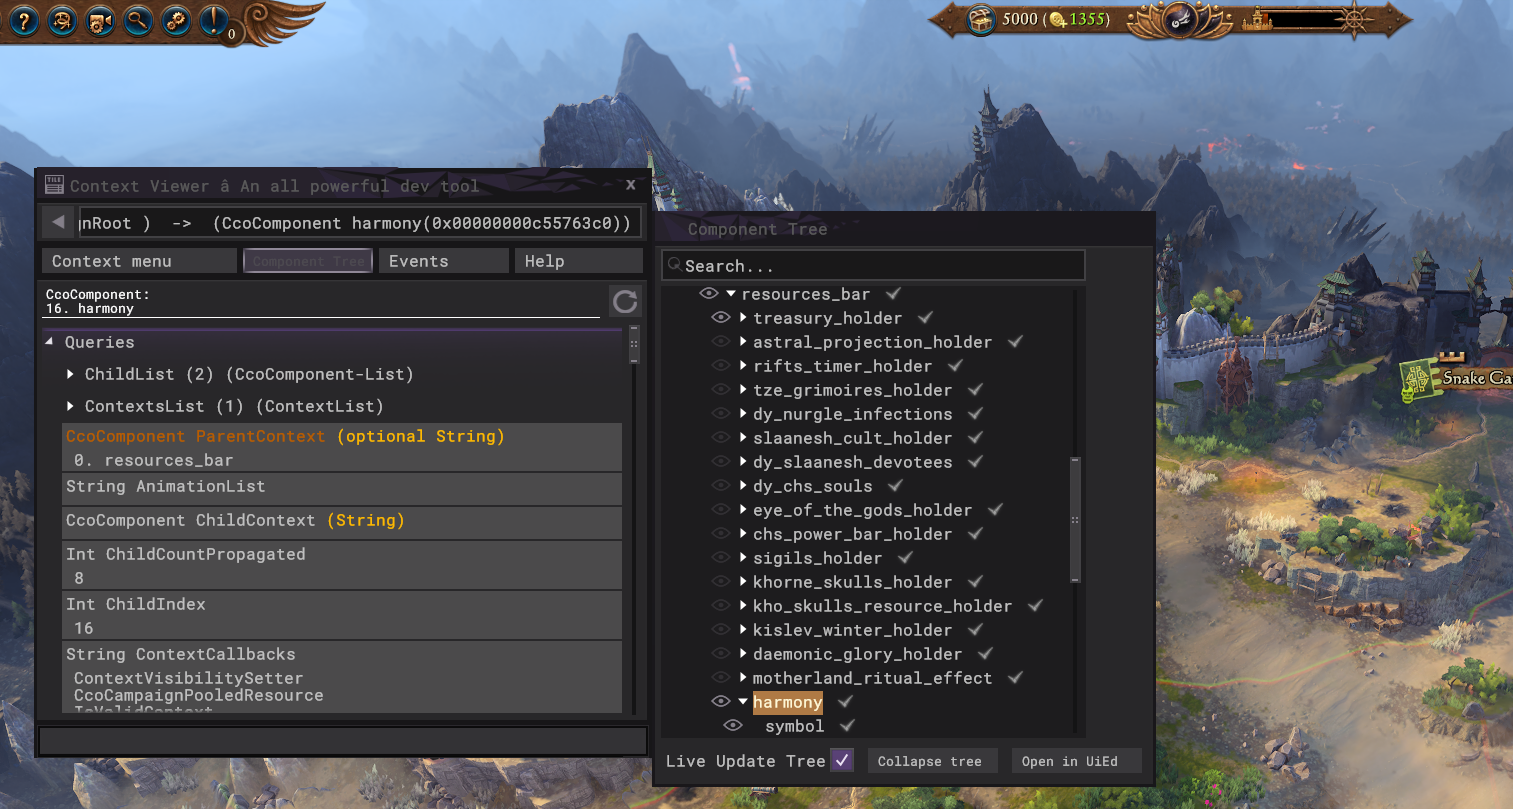 ?
!
0
5000 (1355)
Context Viewer â An all powerful dev tool
x
nRoot ) -> (CcoComponent harmony(0x00000000c55763c0))
Context menu
Component Tree
Events
Help
CcoComponent:
16. harmony
Queries
ChildList (2) (CcoComponent-List)
ContextsList (1) (ContextList)
CcoComponent ParentContext (optional String)
0. resources_bar
String AnimationList
CcoComponent ChildContext (String)
Int ChildCountPropagated
8
Int ChildIndex
16
String ContextCallbacks
ContextVisibilitySetter
CcoCampaignPooledResource
IsValidContext
Component Tree
Search...
resources_bar
treasury_holder
astral_projection_holder
rifts_timer_holder
tze_grimoires_holder
dy_nurgle_infections
slaanesh_cult_holder
dy_slaanesh_devotees
dy_chs_souls
eye_of_the_gods_holder
chs_power_bar_holder
sigils_holder
khorne_skulls_holder
kho_skulls_resource_holder
kislev_winter_holder
daemonic_glory_holder
motherland_ritual_effect
harmony
symbol
Live Update Tree
Collapse tree
Open in UiEd
Snake Ga